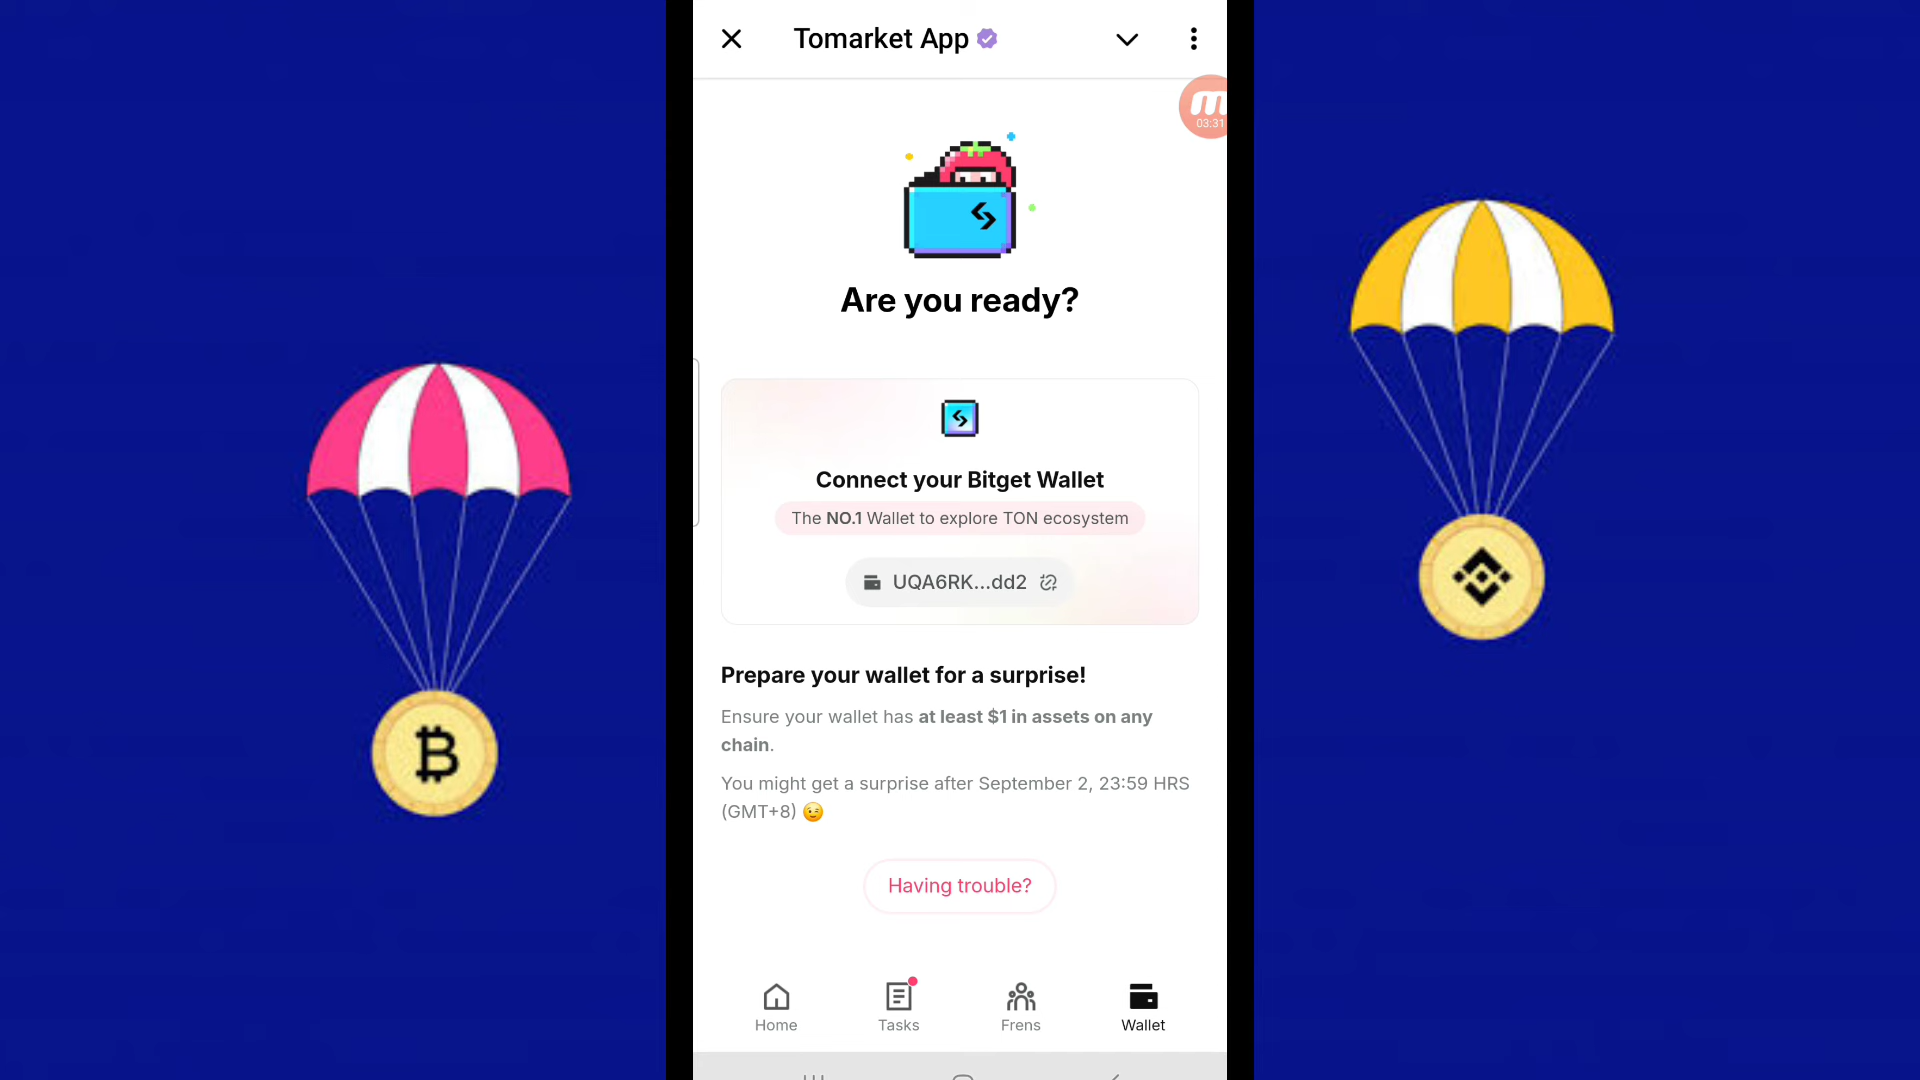 Tomarket App
03:31
Are you ready?
Connect your Bitget Wallet
The NO.1 Wallet to explore TON ecosystem
UQA6RK...dd2
Prepare your wallet for a surprise!
Ensure your wallet has at least $1 in assets on any
chain.
You might get a surprise after September 2, 23:59 HRS
(GMT+8) 😉
Having trouble?
Home
Tasks
Frens
Wallet